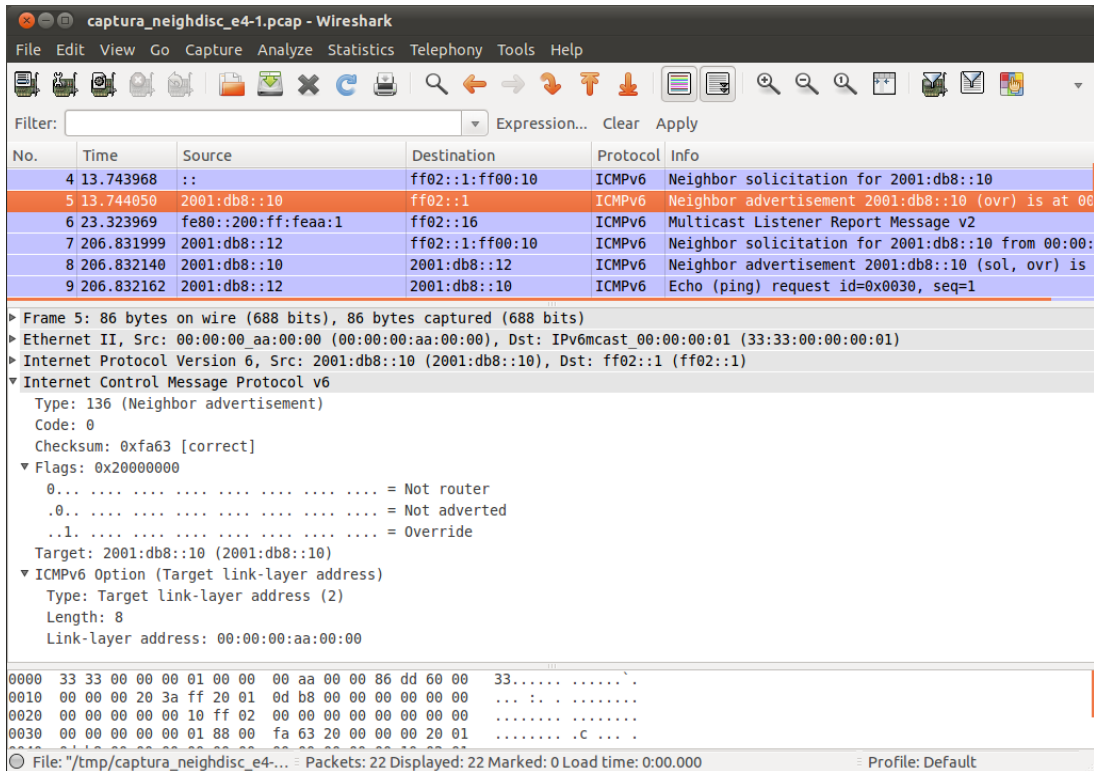 captura_neighdisc_e4-1.pcap - Wireshark
File Edit View Go Capture Analyze Statistics Telephony Tools Help
Filter: Expression... Clear Apply
No. Time Source Destination Protocol Info
4 13.743968 :: ff02::1:ff00:10 ICMPv6 Neighbor solicitation for 2001:db8::10
5 13.744050 2001:db8::10 ff02::1 ICMPv6 Neighbor advertisement 2001:db8::10 (ovr) is at 00
6 23.323969 fe80::200:ff:feaa:1 ff02::16 ICMPv6 Multicast Listener Report Message v2
7 206.831999 2001:db8::12 ff02::1:ff00:10 ICMPv6 Neighbor solicitation for 2001:db8::10 from 00:00:
8 206.832140 2001:db8::10 2001:db8::12 ICMPv6 Neighbor advertisement 2001:db8::10 (sol, ovr) is
9 206.832162 2001:db8::12 2001:db8::10 ICMPv6 Echo (ping) request id=0x0030, seq=1
Frame 5: 86 bytes on wire (688 bits), 86 bytes captured (688 bits)
Ethernet II, Src: 00:00:00_aa:00:00 (00:00:00:aa:00:00), Dst: IPv6mcast_00:00:00:01 (33:33:00:00:00:01)
Internet Protocol Version 6, Src: 2001:db8::10 (2001:db8::10), Dst: ff02::1 (ff02::1)
Internet Control Message Protocol v6
Type: 136 (Neighbor advertisement)
Code: 0
Checksum: 0xfa63 [correct]
Flags: 0x20000000
0... .... .... .... .... .... .... .... = Not router
.0.. .... .... .... .... .... .... .... = Not adverted
..1. .... .... .... .... .... .... .... = Override
Target: 2001:db8::10 (2001:db8::10)
ICMPv6 Option (Target link-layer address)
Type: Target link-layer address (2)
Length: 8
Link-layer address: 00:00:00:aa:00:00
0000 33 33 00 00 00 01 00 00 00 aa 00 00 86 dd 60 00 33...... ......`.
0010 00 00 00 20 3a ff 20 01 0d b8 00 00 00 00 00 00 ... :. . ........
0020 00 00 00 00 00 10 ff 02 00 00 00 00 00 00 00 00 ........ ........
0030 00 00 00 00 00 01 88 00 fa 63 20 00 00 00 20 01 ........ .c ... .
File: "/tmp/captura_neighdisc_e4-... Packets: 22 Displayed: 22 Marked: 0 Load time: 0:00.000 Profile: Default